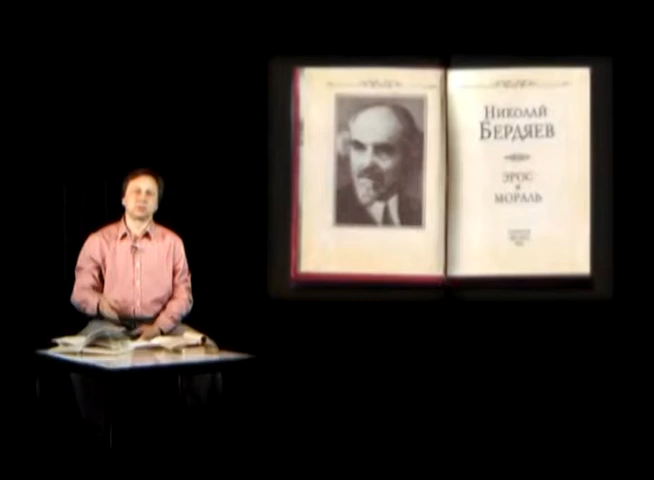 НИКОЛАЙ
БЕРДЯЕВ
ЭРОС
И
МОРАЛЬ